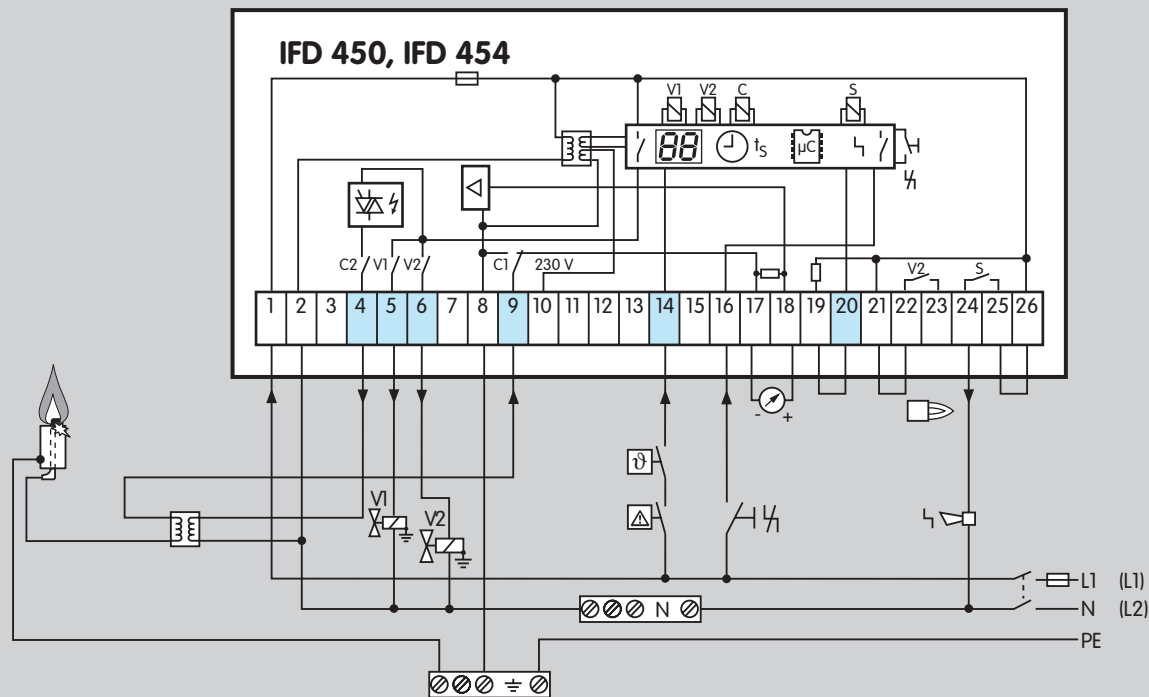 IFD 450, IFD 454
V1 V2 C S
88 tS µC
C2 V1 V2 C1 230 V V2 S
1 2 3 4 5 6 7 8 9 10 11 12 13 14 15 16 17 18 19 20 21 22 23 24 25 26
- +
ϑ
V1
V2
L1 (L1)
N N (L2)
PE